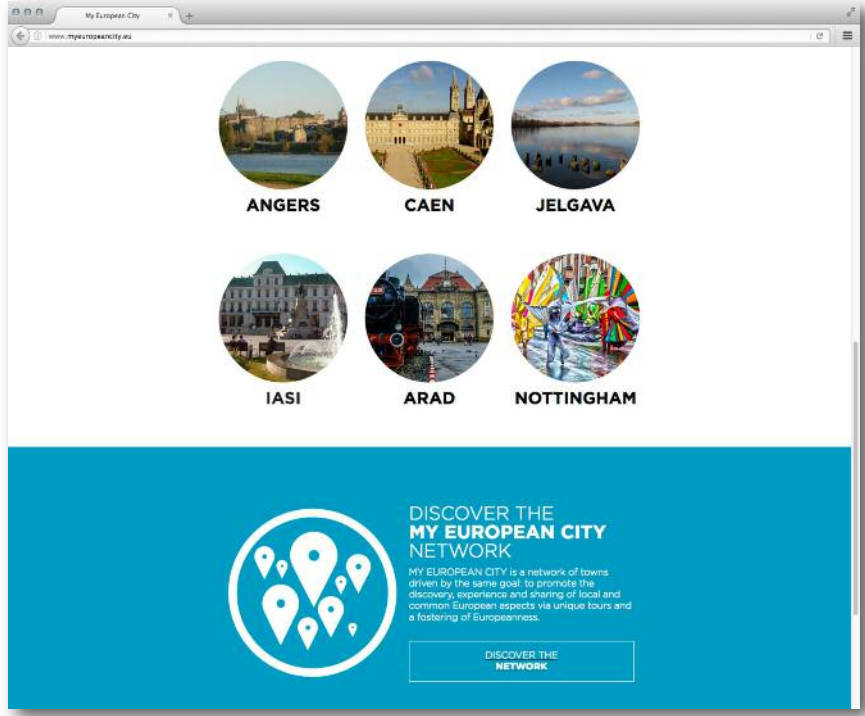 My European City
www.myeuropeancity.eu
ANGERS CAEN JELGAVA
IASI ARAD NOTTINGHAM
DISCOVER THE
MY EUROPEAN CITY
NETWORK
MY EUROPEAN CITY is a network of towns
driven by the same goal: to promote the
discovery, experience and sharing of local and
common European aspects via unique tours and
a fostering of Europeanness.
DISCOVER THE
NETWORK